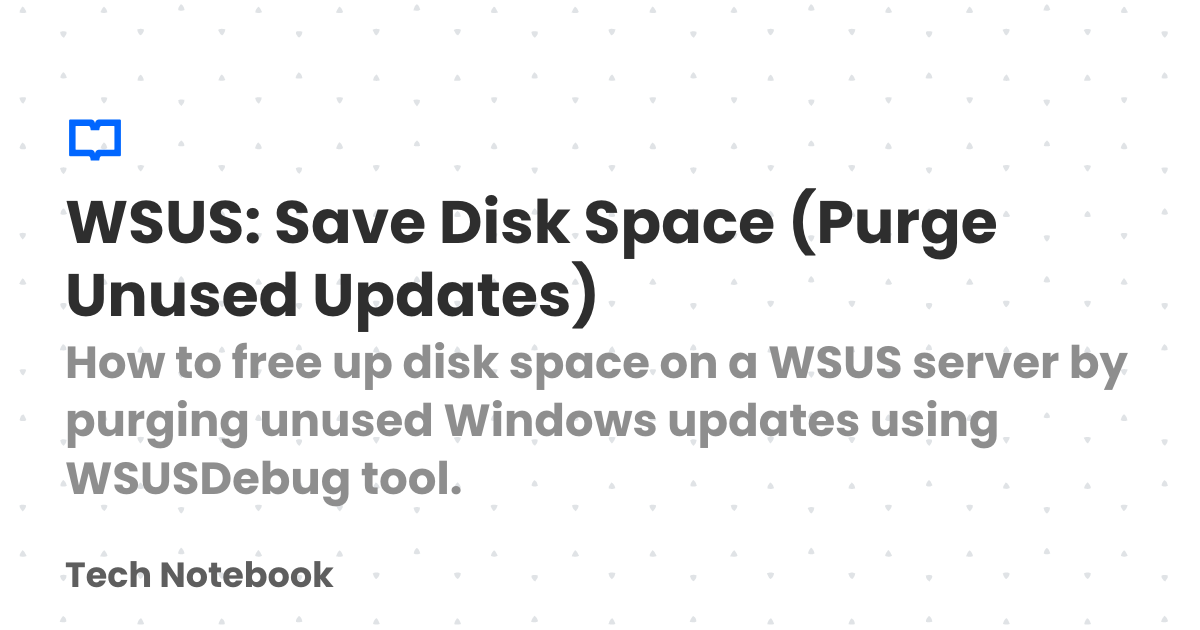 WSUS: Save Disk Space (Purge
Unused Updates)
How to free up disk space on a WSUS server by
purging unused Windows updates using
WSUSDebug tool.
Tech Notebook